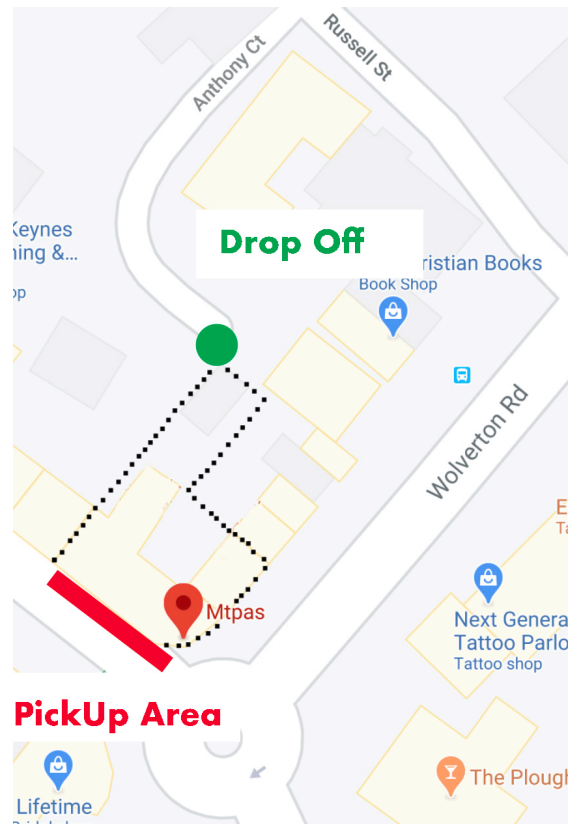 Russell St
Anthony Ct
Keynes
ning &...
op
Drop Off
ristian Books
Book Shop
Wolverton Rd
E
Ta
Mtpas
Next Genera
Tattoo Parlo
Tattoo shop
PickUp Area
The Plough
Lifetime